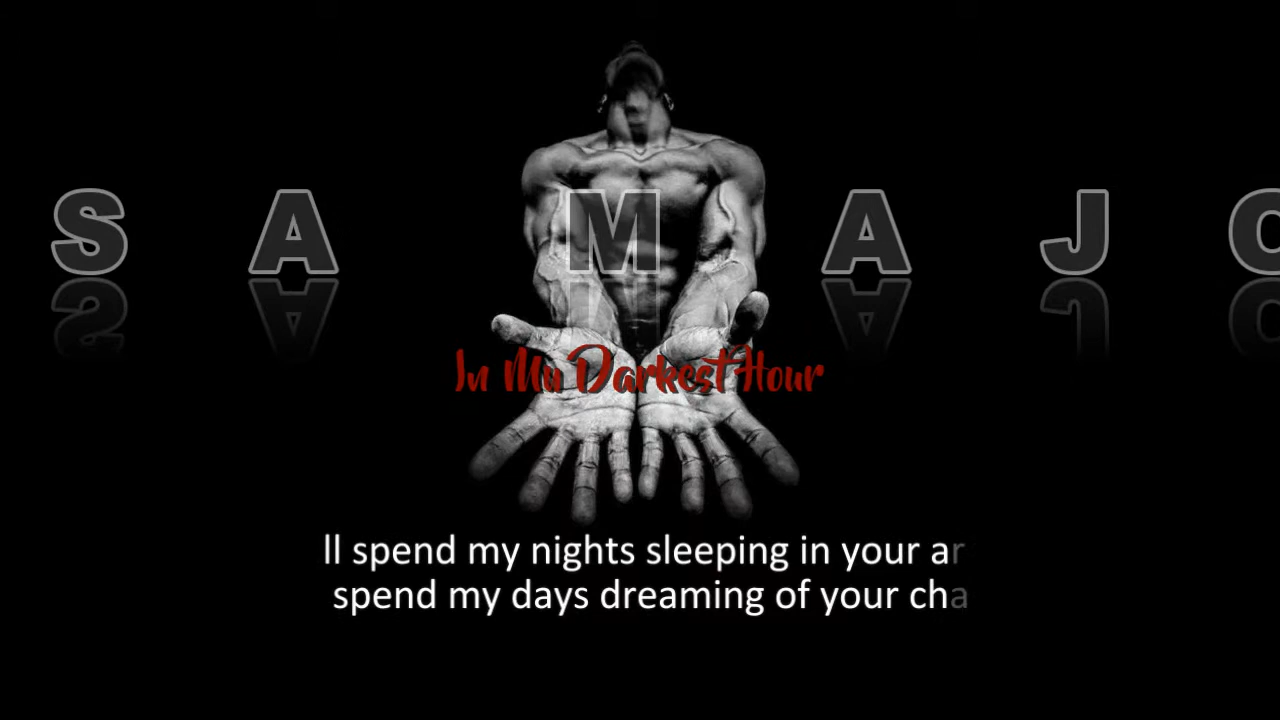 S A M A J
In My Darkest Hour
ll spend my nights sleeping in your ar
spend my days dreaming of your cha